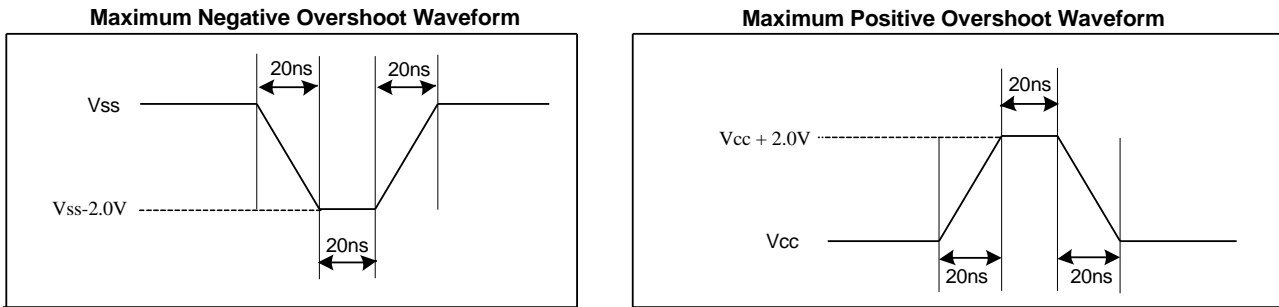 Maximum Negative Overshoot Waveform
20ns 20ns
Vss
Vss-2.0V
20ns
Maximum Positive Overshoot Waveform
20ns
Vcc + 2.0V
Vcc
20ns 20ns